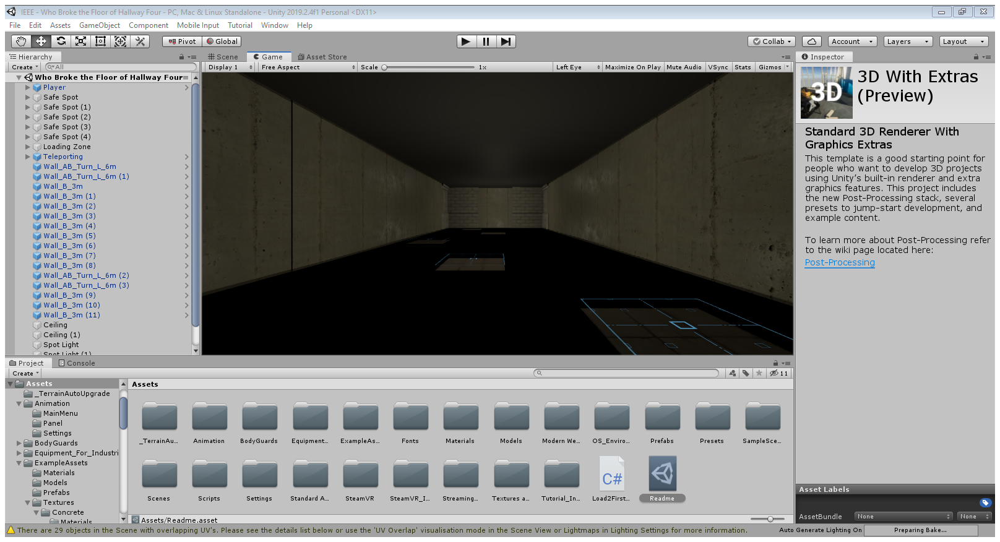 IEEE - Who Broke the Floor of Hallway Four - PC, Mac & Linux Standalone - Unity 2019.2.4f1 Personal <DX11>
File Edit Assets GameObject Component Mobile Input Tutorial Window Help
Pivot Global Collab Account Layers Layout
Hierarchy
Create All
Who Broke the Floor of Hallway Four
Player
Safe Spot
Safe Spot (1)
Safe Spot (2)
Safe Spot (3)
Safe Spot (4)
Loading Zone
Teleporting
Wall_AB_Turn_L_6m
Wall_AB_Turn_L_6m (1)
Wall_B_3m
Wall_B_3m (1)
Wall_B_3m (2)
Wall_B_3m (3)
Wall_B_3m (4)
Wall_B_3m (5)
Wall_B_3m (6)
Wall_B_3m (7)
Wall_B_3m (8)
Wall_AB_Turn_L_6m (2)
Wall_AB_Turn_L_6m (3)
Wall_B_3m (9)
Wall_B_3m (10)
Wall_B_3m (11)
Ceiling
Ceiling (1)
Spot Light
Spot Light (1)
Scene Game Asset Store
Display 1 Free Aspect Scale 1x Left Eye Maximize On Play Mute Audio VSync Stats Gizmos
Inspector
3D
3D With Extras
(Preview)
Standard 3D Renderer With
Graphics Extras
This template is a good starting point for
people who want to develop 3D projects
using Unity's built-in renderer and extra
graphics features. This project includes
the new Post-Processing stack, several
presets to jump-start development, and
example content.
To learn more about Post-Processing refer
to the wiki page located here:
Post-Processing
Project Console
Create 11
Assets
_TerrainAutoUpgrade
Animation
MainMenu
Panel
Settings
BodyGuards
Equipment_For_Industri
ExampleAssets
Materials
Models
Prefabs
Textures
Concrete
Materials
Assets
_TerrainAu... Animation BodyGuards Equipment... ExampleAs... Fonts Materials Models Modern We... OS_Enviro... Prefabs Presets SampleSce...
C#
Scenes Scripts Settings Standard A... SteamVR SteamVR_I... Streaming... Textures a... Tutorial_In... Load2First... Readme
Assets/Readme.asset
Asset Labels
AssetBundle None None
There are 29 objects in the Scene with overlapping UV's. Please see the details list below or use the 'UV Overlap' visualisation mode in the Scene View or Lightmaps in Lighting Settings for more information.
Auto Generate Lighting On Preparing Bake...